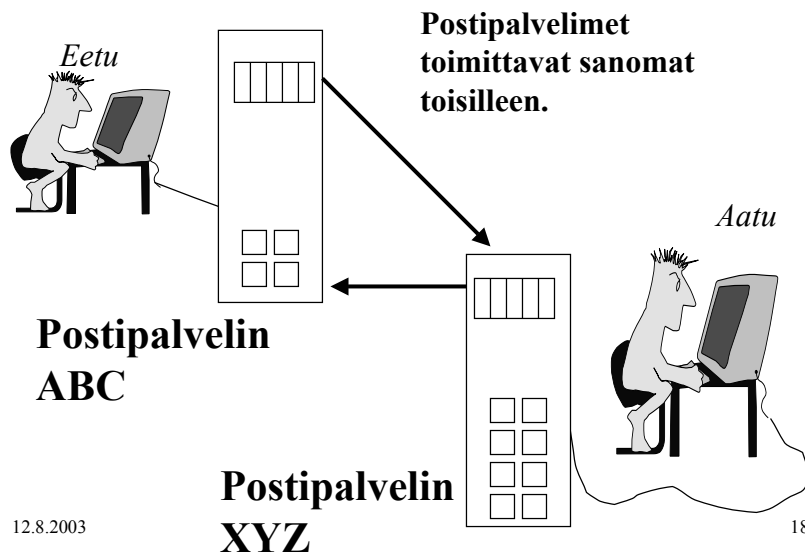 Eetu
Postipalvelimet
toimittavat sanomat
toisilleen.
Aatu
Postipalvelin
ABC
Postipalvelin
XYZ
12.8.2003
18